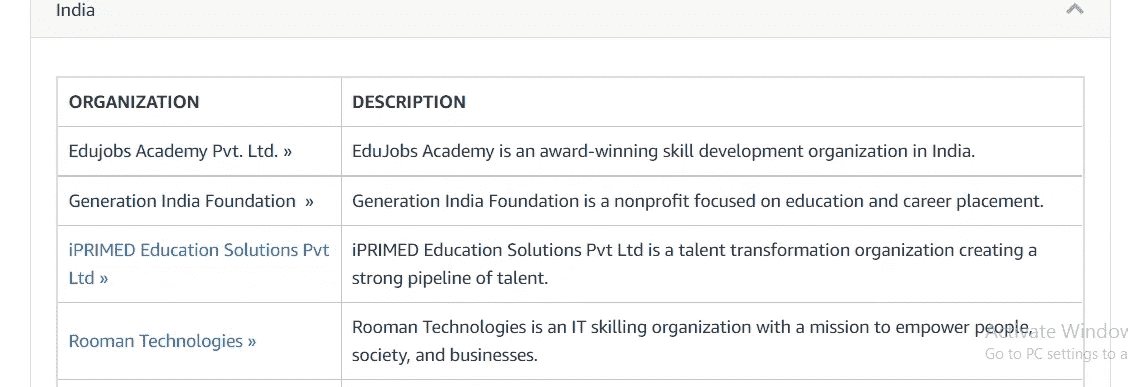 India
ORGANIZATION DESCRIPTION
Edujobs Academy Pvt. Ltd. » EduJobs Academy is an award-winning skill development organization in India.
Generation India Foundation » Generation India Foundation is a nonprofit focused on education and career placement.
iPRIMED Education Solutions Pvt Ltd » iPRIMED Education Solutions Pvt Ltd is a talent transformation organization creating a
strong pipeline of talent.
Rooman Technologies » Rooman Technologies is an IT skilling organization with a mission to empower people,
society, and businesses.
Activate Window
Go to PC settings to a